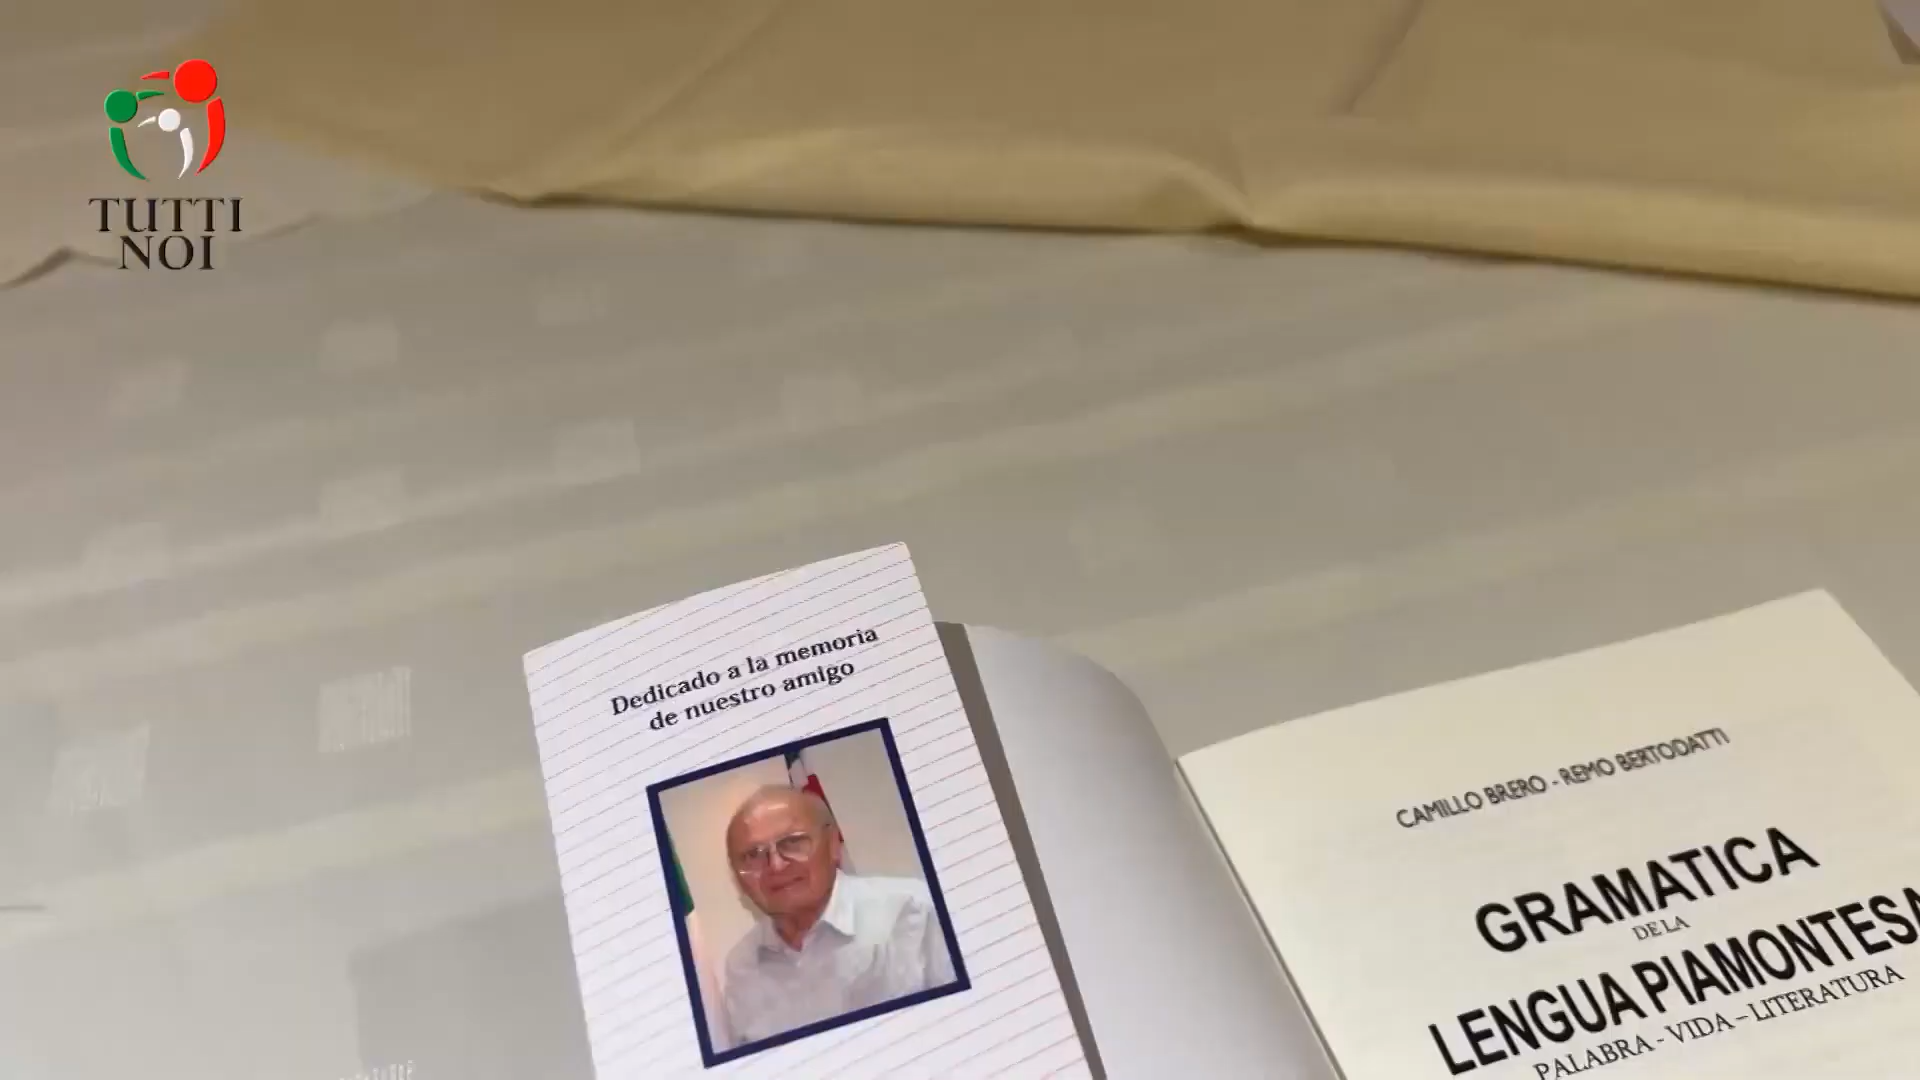 TUTTI
NOI
Dedicado a la memoria
de nuestro amigo
CAMILLO BRERO - REMO BERTODATTI
GRAMATICA
DE LA
LENGUA PIAMONTESA
PALABRA - VIDA - LITERATURA